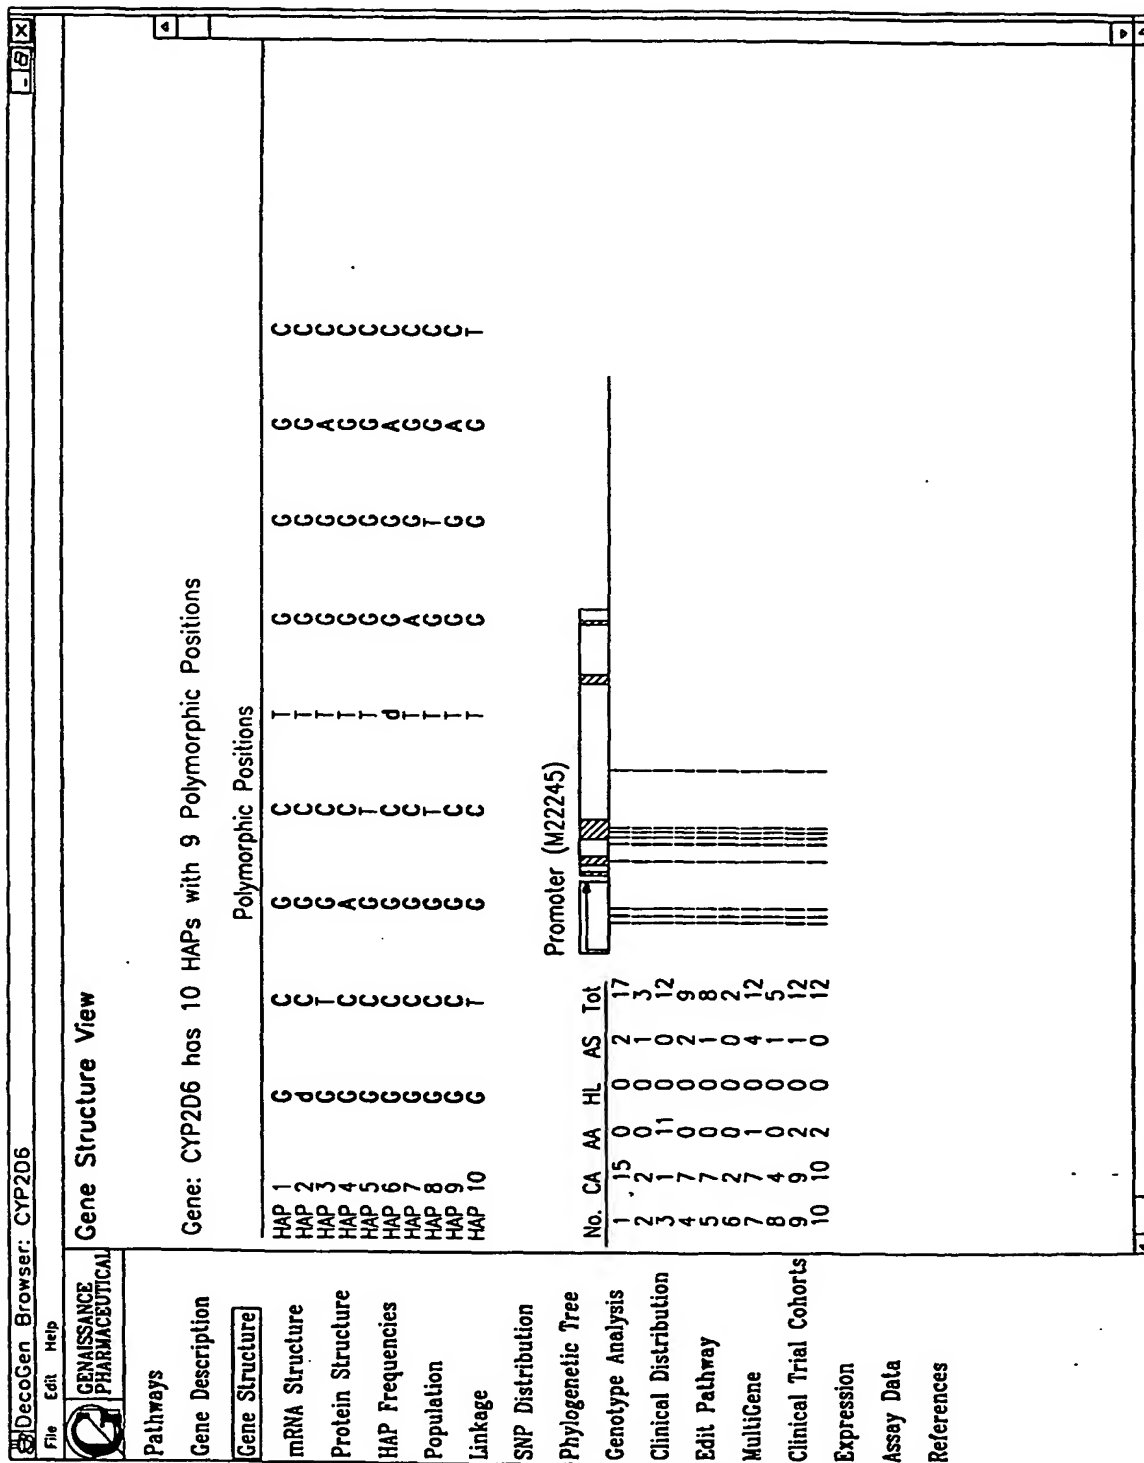 DecoGen Browser: CYP2D6
File Edit Help
GENAISSANCE
PHARMACEUTICAL
Pathways
Gene Description
Gene Structure
mRNA Structure
Protein Structure
HAP Frequencies
Population
Linkage
SNP Distribution
Phylogenetic Tree
Genotype Analysis
Clinical Distribution
Edit Pathway
MultiGene
Clinical Trial Cohorts
Expression
Assay Data
References
Gene Structure View
Gene: CYP2D6 hos 10 HAPs with 9 Polymorphic Positions
Polymorphic Positions
HAP 1 G C G C T G G G C
HAP 2 d C G C T G G G C
HAP 3 G T G C T G G A C
HAP 4 G C A C T G G G C
HAP 5 G C G T T G G G C
HAP 6 G C G C d G G A C
HAP 7 G C G C T A G G C
HAP 8 G C G T T G T G C
HAP 9 G C G C T G G A C
HAP 10 G T G C T G G G T
Promoter (M22245)
No. CA AA HL AS Tot
1 15 0 0 2 17
2 2 0 0 1 3
3 1 11 0 0 12
4 7 0 0 2 9
5 7 0 0 1 8
6 2 0 0 0 2
7 7 1 0 4 12
8 4 0 0 1 5
9 9 2 0 1 12
10 10 2 0 0 12